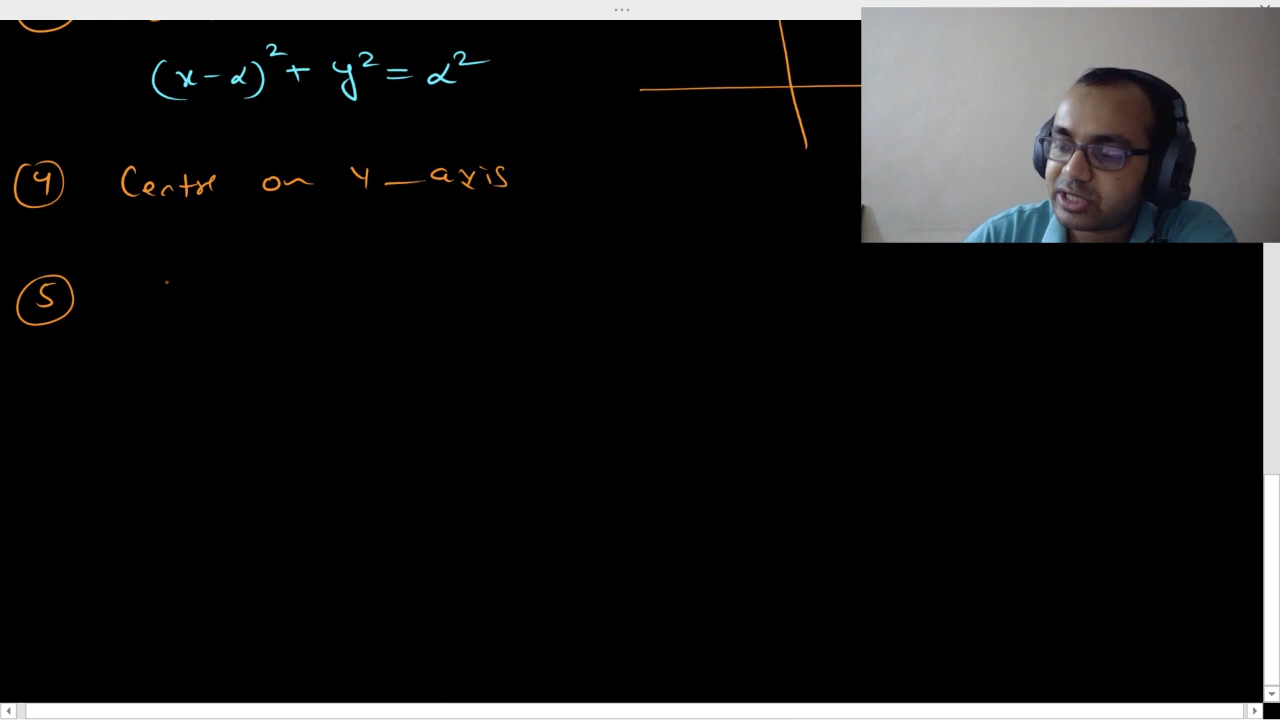 (x-α)²+ y² = α²
④ Centre on Y-axis
⑤